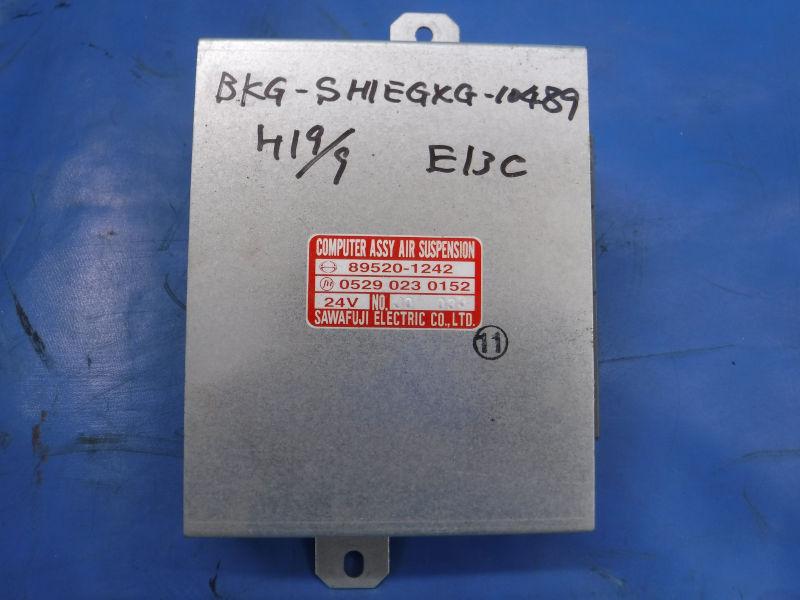 BKG-SH1EGXG-10489
H19/9 E13C
COMPUTER ASSY AIR SUSPENSION
89520-1242
0529 023 0152
24V NO.
SAWAFUJI ELECTRIC CO.,LTD.
11